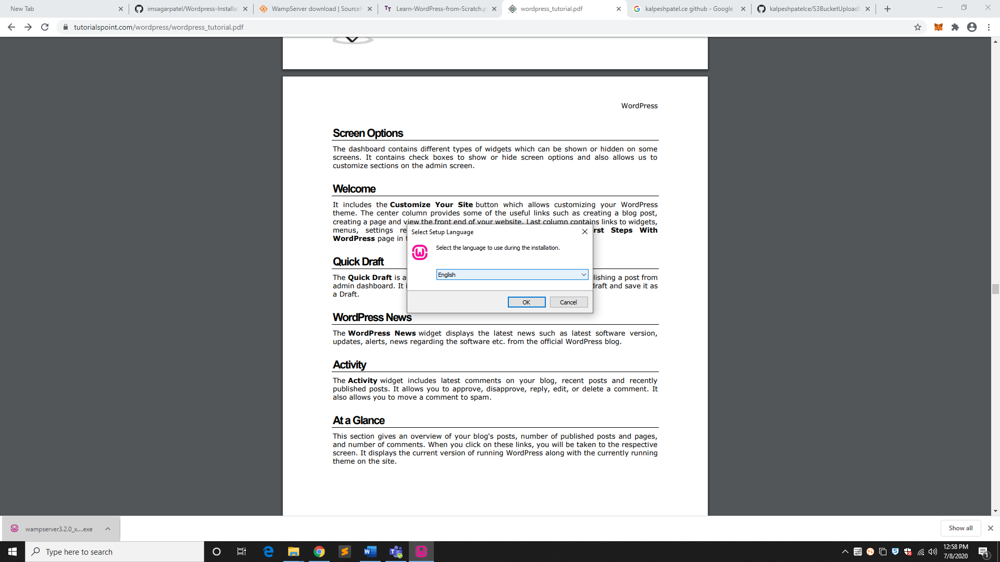 New Tab
imsagarpatel/Wordpress-Installat
WampServer download | SourceF
Learn-WordPress-from-Scratch.p
wordpress_tutorial.pdf
kalpeshpatel.ce github - Google
kalpeshpatelce/S3BucketUploadU
tutorialspoint.com/wordpress/wordpress_tutorial.pdf
WordPress
Screen Options
The dashboard contains different types of widgets which can be shown or hidden on some
screens. It contains check boxes to show or hide screen options and also allows us to
customize sections on the admin screen.
Welcome
It includes the Customize Your Site button which allows customizing your WordPress
theme. The center column provides some of the useful links such as creating a blog post,
creating a page and view the front end of your website. Last column contains links to widgets,
menus, settings re rst Steps With
WordPress page in t
Select Setup Language
Select the language to use during the installation.
English
OK
Cancel
Quick Draft
The Quick Draft is a lishing a post from
admin dashboard. It i draft and save it as
a Draft.
WordPress News
The WordPress News widget displays the latest news such as latest software version,
updates, alerts, news regarding the software etc. from the official WordPress blog.
Activity
The Activity widget includes latest comments on your blog, recent posts and recently
published posts. It allows you to approve, disapprove, reply, edit, or delete a comment. It
also allows you to move a comment to spam.
At a Glance
This section gives an overview of your blog's posts, number of published posts and pages,
and number of comments. When you click on these links, you will be taken to the respective
screen. It displays the current version of running WordPress along with the currently running
theme on the site.
wampserver3.2.0_x....exe
Show all
Type here to search
12:58 PM
7/8/2020
1